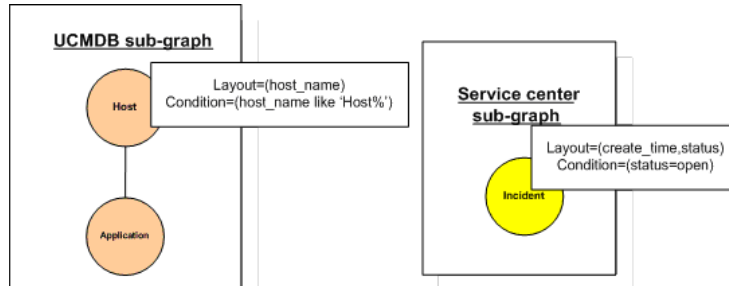 UCMDB sub-graph
Layout=(host_name)
Condition=(host_name like 'Host%')
Host
Application
Service center
sub-graph
Layout=(create_time,status)
Condition=(status=open)
Incident